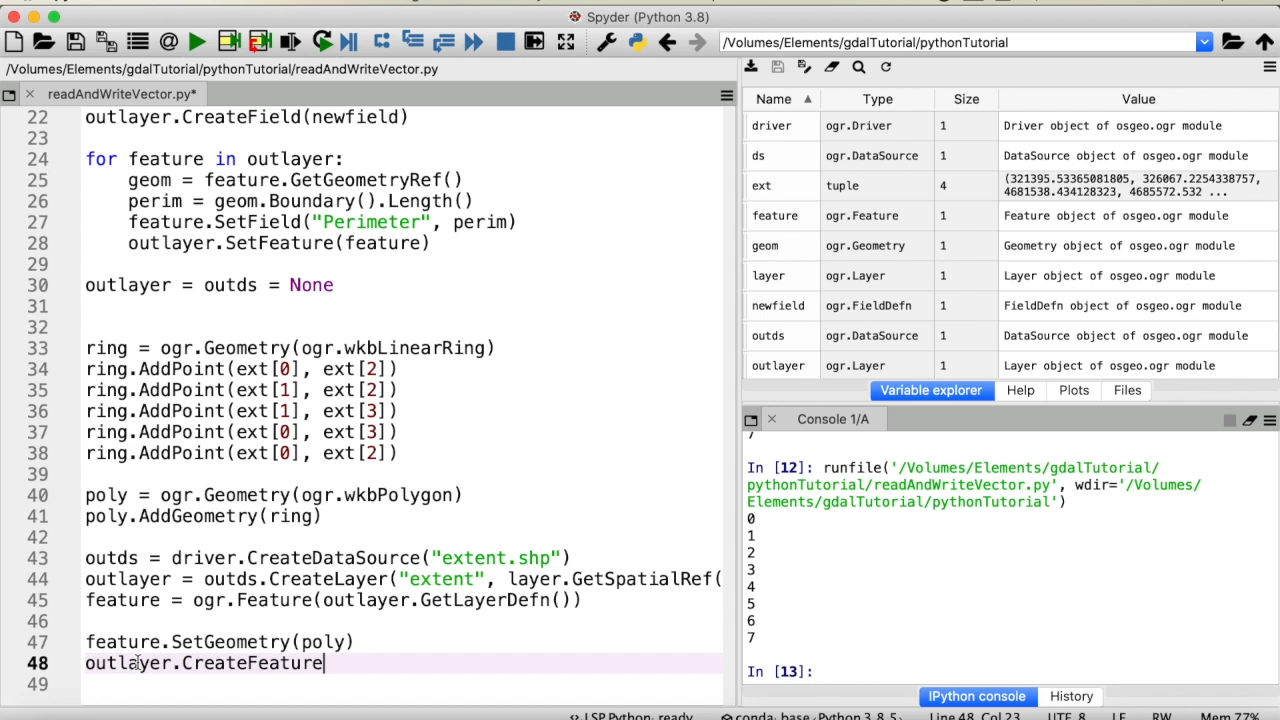 Spyder (Python 3.8)
/Volumes/Elements/gdalTutorial/pythonTutorial
/Volumes/Elements/gdalTutorial/pythonTutorial/readAndWriteVector.py
readAndWriteVector.py*
22 outlayer.CreateField(newfield)
23
24 for feature in outlayer:
25 geom = feature.GetGeometryRef()
26 perim = geom.Boundary().Length()
27 feature.SetField("Perimeter", perim)
28 outlayer.SetFeature(feature)
29
30 outlayer = outds = None
31
32
33 ring = ogr.Geometry(ogr.wkbLinearRing)
34 ring.AddPoint(ext[0], ext[2])
35 ring.AddPoint(ext[1], ext[2])
36 ring.AddPoint(ext[1], ext[3])
37 ring.AddPoint(ext[0], ext[3])
38 ring.AddPoint(ext[0], ext[2])
39
40 poly = ogr.Geometry(ogr.wkbPolygon)
41 poly.AddGeometry(ring)
42
43 outds = driver.CreateDataSource("extent.shp")
44 outlayer = outds.CreateLayer("extent", layer.GetSpatialRef(
45 feature = ogr.Feature(outlayer.GetLayerDefn())
46
47 feature.SetGeometry(poly)
48 outlayer.CreateFeature
49
Name Type Size Value
driver ogr.Driver 1 Driver object of osgeo.ogr module
ds ogr.DataSource 1 DataSource object of osgeo.ogr module
ext tuple 4 (321395.53365081805, 326067.2254338757,
4681538.434128323, 4685572.532 ...
feature ogr.Feature 1 Feature object of osgeo.ogr module
geom ogr.Geometry 1 Geometry object of osgeo.ogr module
layer ogr.Layer 1 Layer object of osgeo.ogr module
newfield ogr.FieldDefn 1 FieldDefn object of osgeo.ogr module
outds ogr.DataSource 1 DataSource object of osgeo.ogr module
outlayer ogr.Layer 1 Layer object of osgeo.ogr module
Variable explorer Help Plots Files
Console 1/A
7
In [12]: runfile('/Volumes/Elements/gdalTutorial/
pythonTutorial/readAndWriteVector.py', wdir='/Volumes/
Elements/gdalTutorial/pythonTutorial')
0
1
2
3
4
5
6
7
In [13]:
IPython console History
LSP Python: ready conda: base (Python 3.8.5) Line 48, Col 23 UTF-8 LF RW Mem 77%